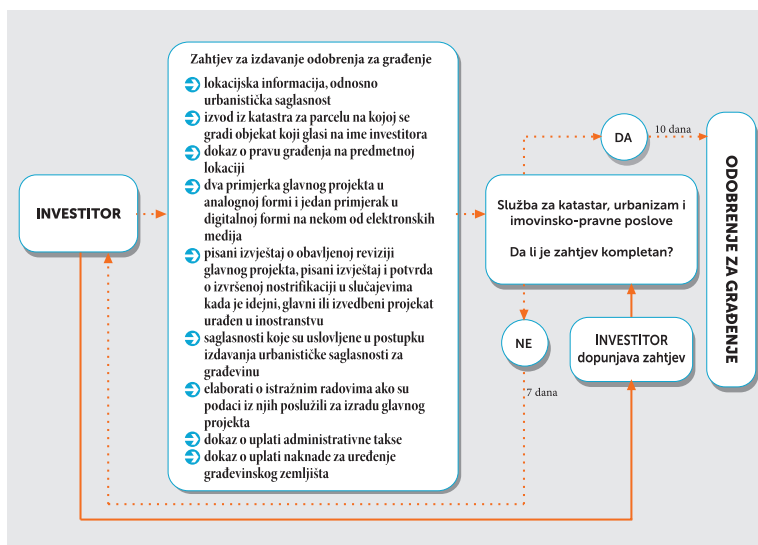 INVESTITOR
Zahtjev za izdavanje odobrenja za građenje
lokacijska informacija, odnosno
urbanistička saglasnost
izvod iz katastra za parcelu na kojoj se
gradi objekat koji glasi na ime investitora
dokaz o pravu građenja na predmetnoj
lokaciji
dva primjerka glavnog projekta u
analognoj formi i jedan primjerak u
digitalnoj formi na nekom od elektronskih
medija
pisani izvještaj o obavljenoj reviziji
glavnog projekta, pisani izvještaj i potvrda
o izvršenoj nostrifikaciji u slučajevima
kada je idejni, glavni ili izvedbeni projekat
urađen u inostranstvu
saglasnosti koje su uslovljene u postupku
izdavanja urbanističke saglasnosti za
građevinu
elaborati o istražnim radovima ako su
podaci iz njih poslužili za izradu glavnog
projekta
dokaz o uplati administrativne takse
dokaz o uplati naknade za uređenje
građevinskog zemljišta
DA
10 dana
Služba za katastar, urbanizam i
imovinsko-pravne poslove
Da li je zahtjev kompletan?
NE
7 dana
INVESTITOR
dopunjava zahtjev
ODOBRENJE ZA GRAĐENJE